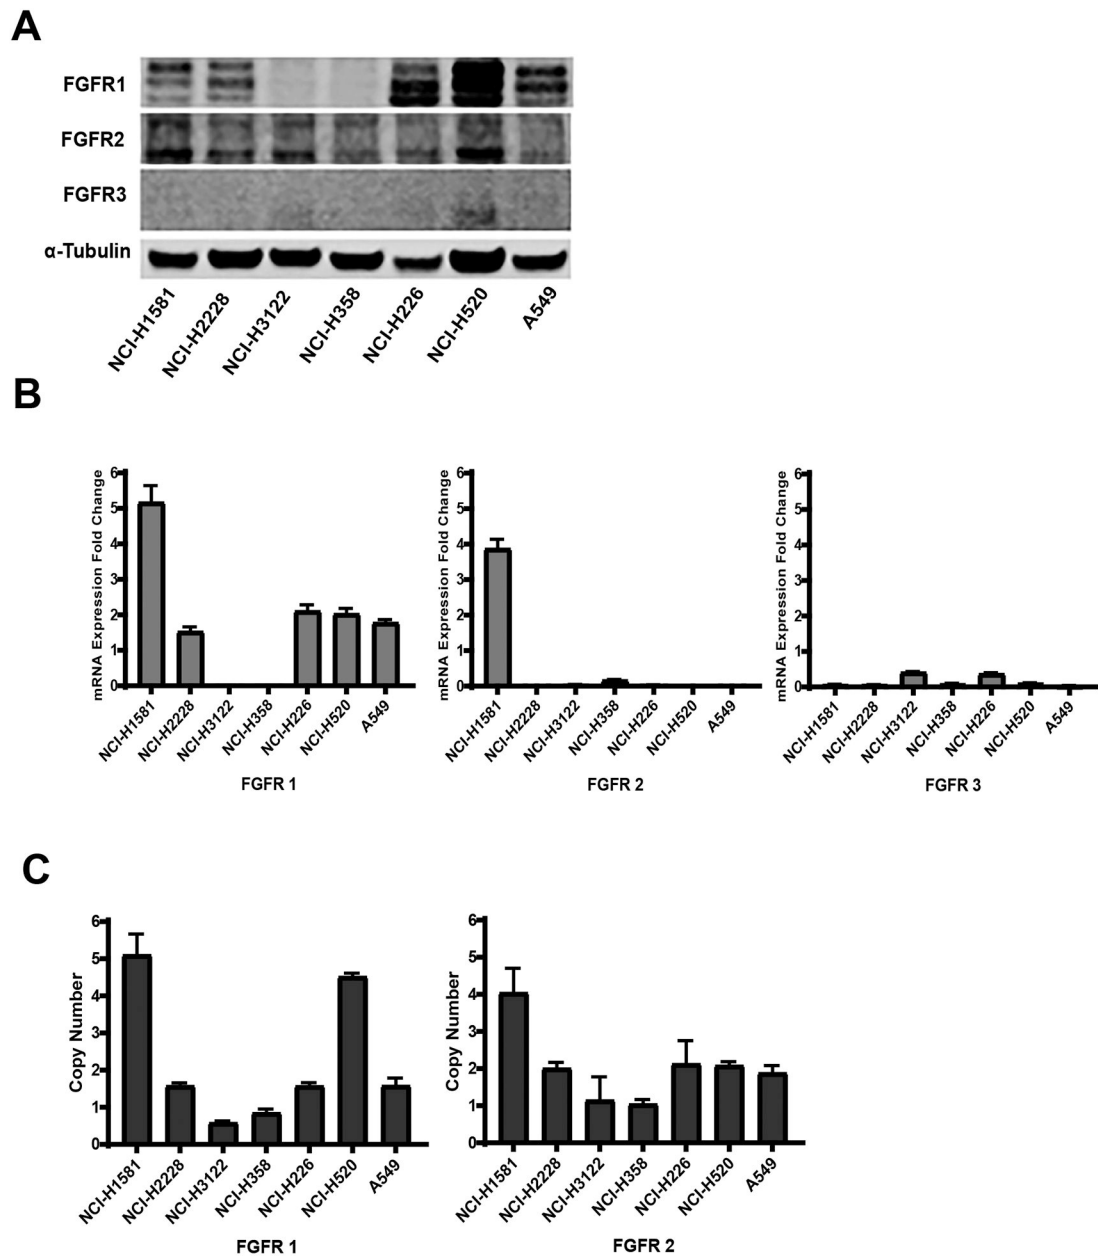 A
FGFR1
FGFR2
FGFR3
α-Tubulin
NCI-H1581
NCI-H2228
NCI-H3122
NCI-H358
NCI-H226
NCI-H520
A549
B
mRNA Expression Fold Change
6
5
4
3
2
1
0
NCI-H1581
NCI-H2228
NCI-H3122
NCI-H358
NCI-H226
NCI-H520
A549
FGFR 1
mRNA Expression Fold Change
6
5
4
3
2
1
0
NCI-H1581
NCI-H2228
NCI-H3122
NCI-H358
NCI-H226
NCI-H520
A549
FGFR 2
mRNA Expression Fold Change
6
5
4
3
2
1
0
NCI-H1581
NCI-H2228
NCI-H3122
NCI-H358
NCI-H226
NCI-H520
A549
FGFR 3
C
Copy Number
6
5
4
3
2
1
0
NCI-H1581
NCI-H2228
NCI-H3122
NCI-H358
NCI-H226
NCI-H520
A549
FGFR 1
Copy Number
6
5
4
3
2
1
0
NCI-H1581
NCI-H2228
NCI-H3122
NCI-H358
NCI-H226
NCI-H520
A549
FGFR 2